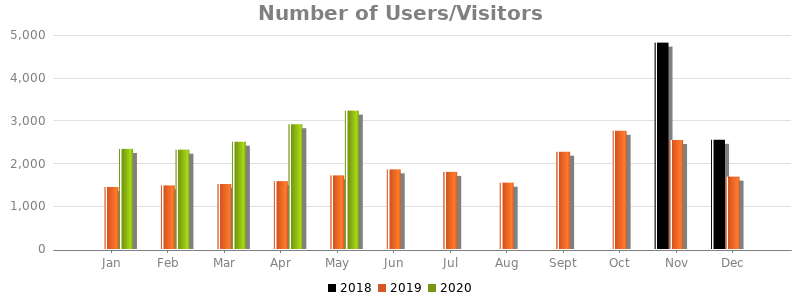 Number of Users/Visitors
5,000
4,000
3,000
2,000
1,000
0
Jan Feb Mar Apr May Jun Jul Aug Sept Oct Nov Dec
2018 2019 2020